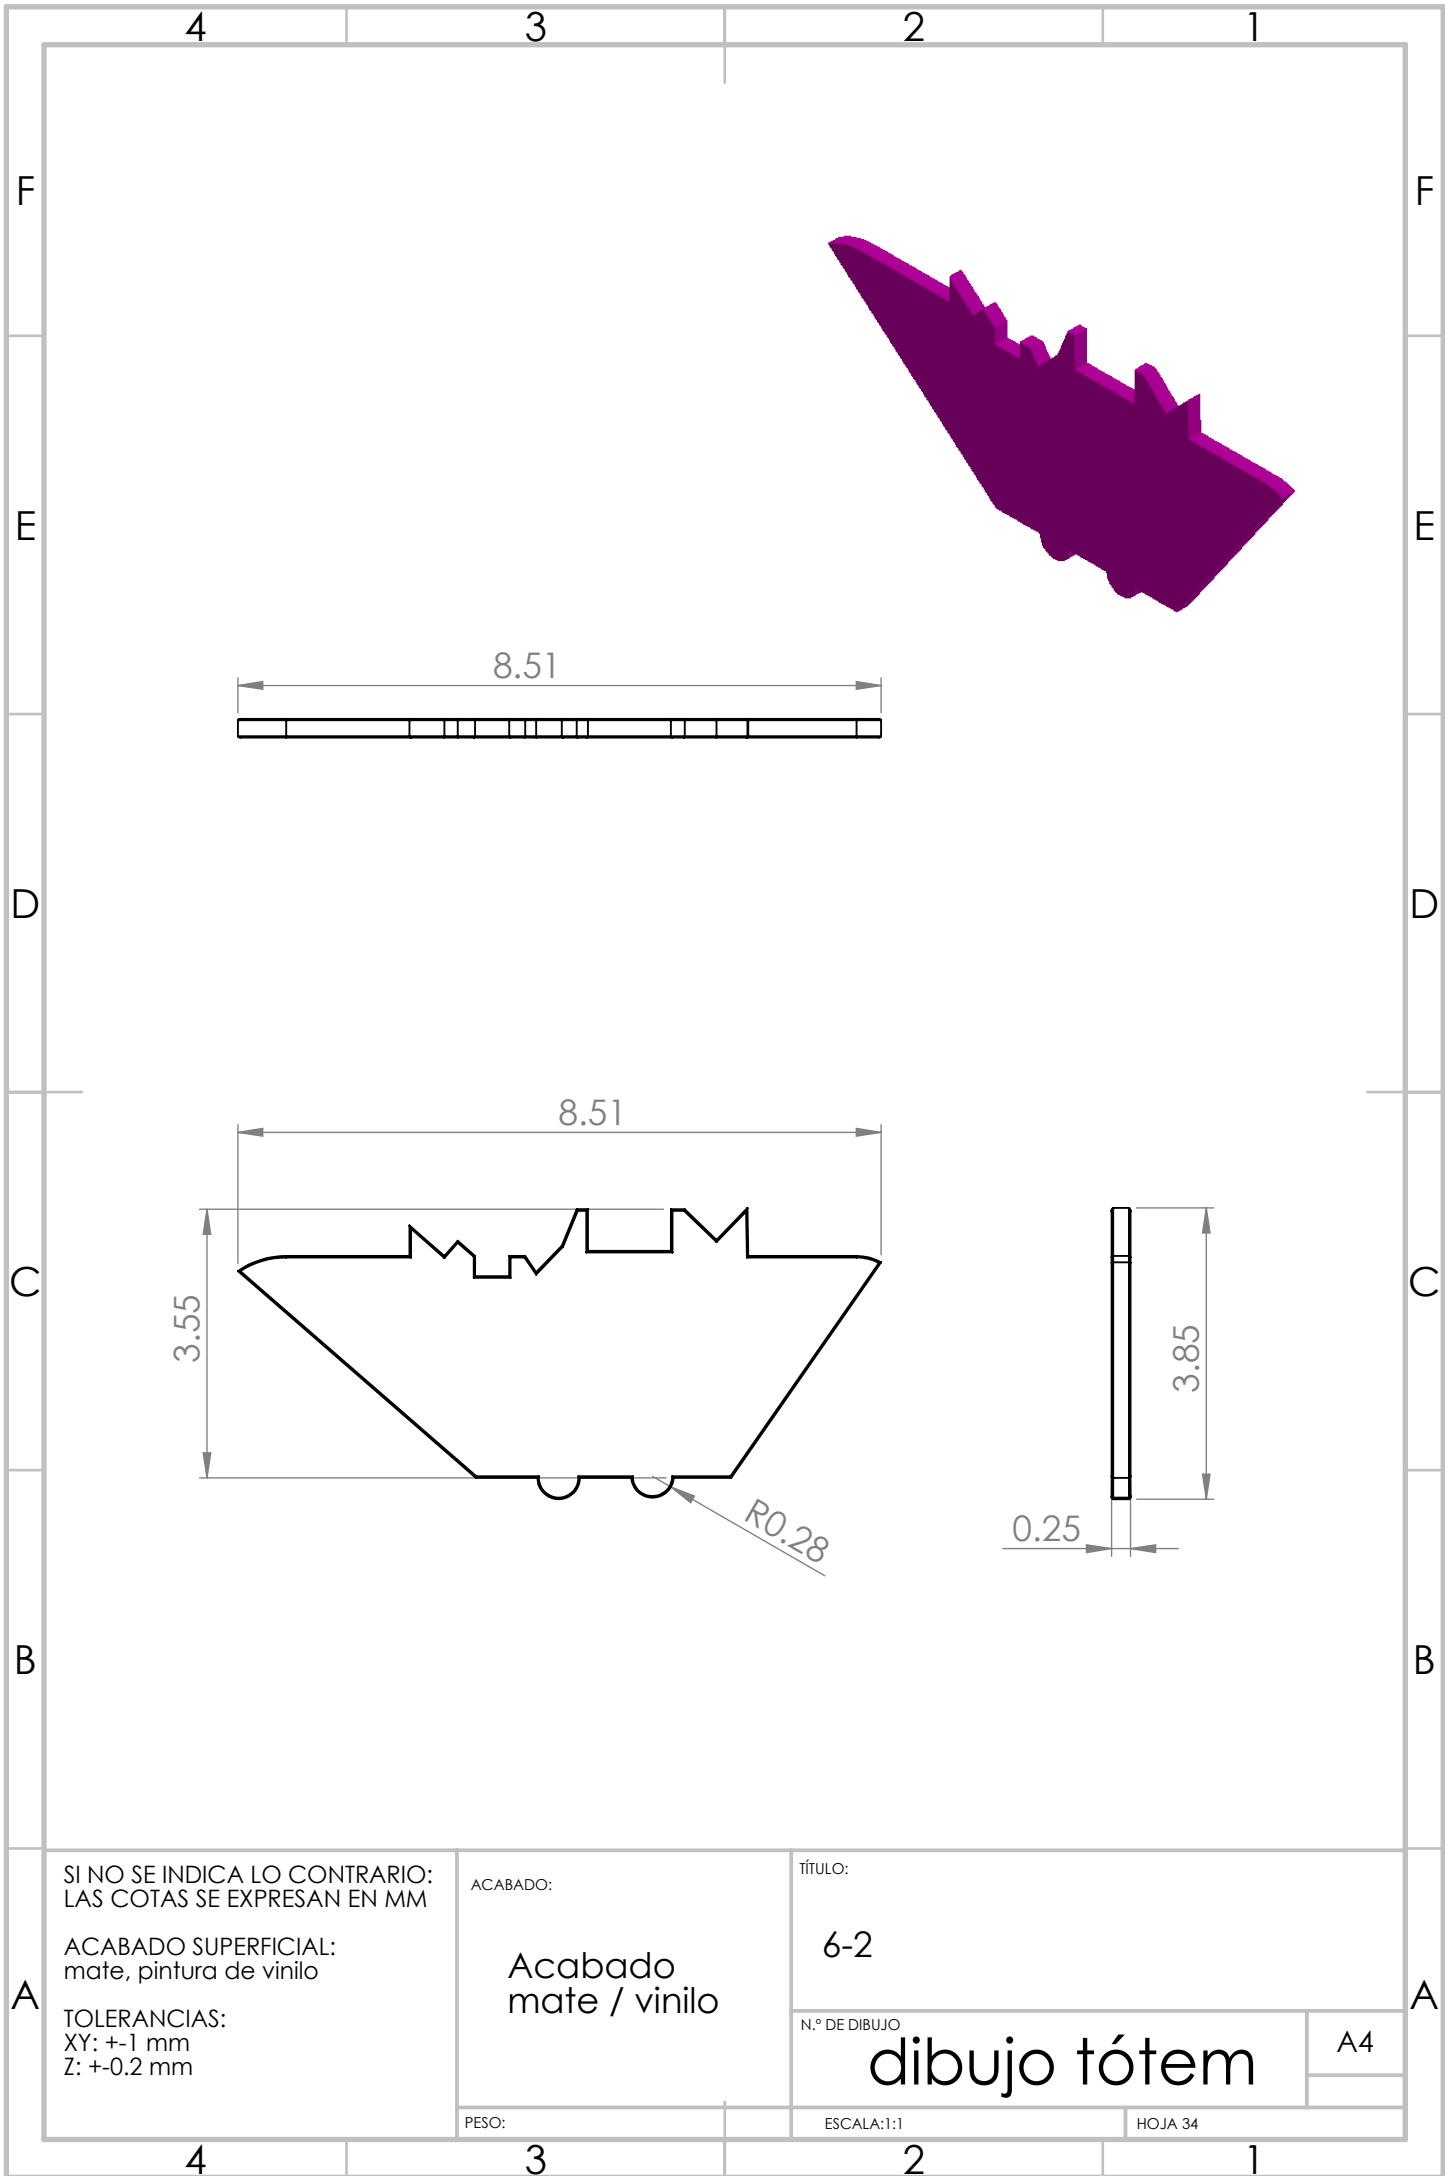 4 3 2 1
F F
E E
8.51
D D
8.51
C C
3.55
3.85
R0.28
0.25
B B
SI NO SE INDICA LO CONTRARIO:
LAS COTAS SE EXPRESAN EN MM
ACABADO SUPERFICIAL:
mate, pintura de vinilo
TOLERANCIAS:
XY: +-1 mm
Z: +-0.2 mm
ACABADO:
Acabado
mate / vinilo
PESO:
TÍTULO:
6-2
N.º DE DIBUJO
dibujo tótem
A4
ESCALA:1:1
HOJA 34
A A
4 3 2 1